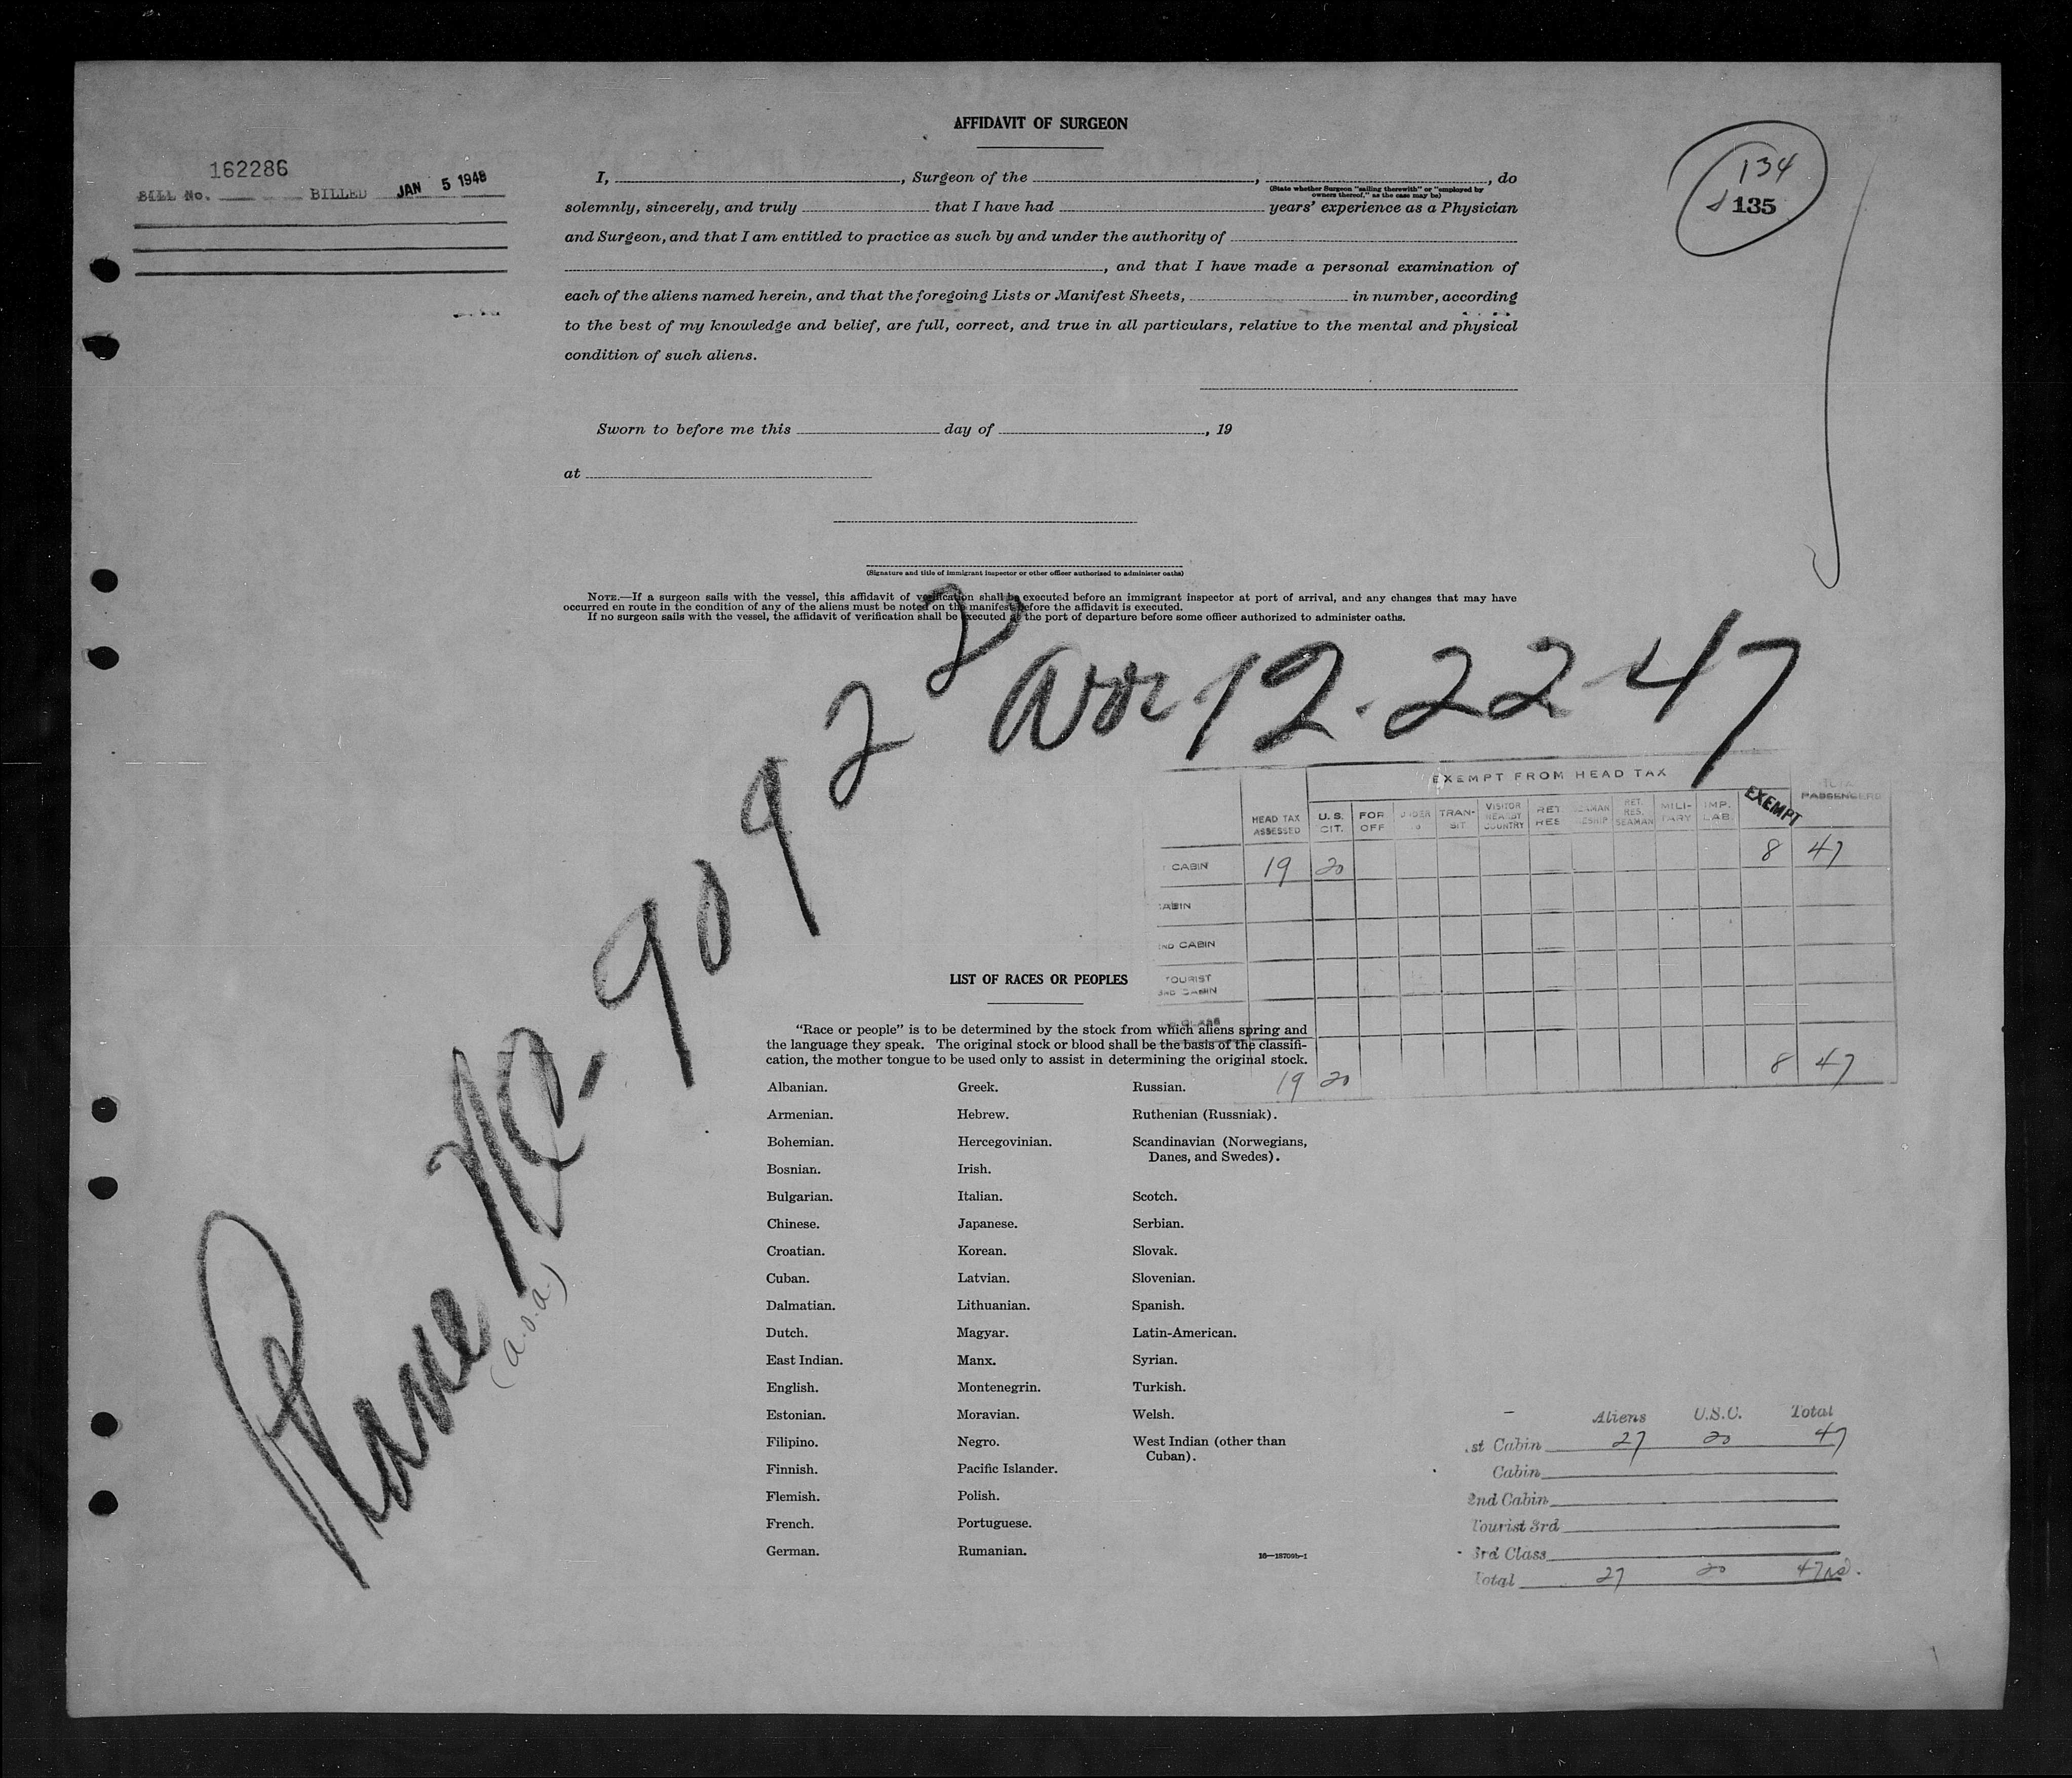 AFFIDAVIT OF SURGEON
162286
BILL No. BILLED JAN 5 1948
134
135
I, , Surgeon of the , , do
(State whether Surgeon "sailing therewith" or "employed by
owners thereof," as the case may be)
solemnly, sincerely, and truly that I have had years' experience as a Physician
and Surgeon, and that I am entitled to practice as such by and under the authority of
, and that I have made a personal examination of
each of the aliens named herein, and that the foregoing Lists or Manifest Sheets, in number, according
to the best of my knowledge and belief, are full, correct, and true in all particulars, relative to the mental and physical
condition of such aliens.
Sworn to before me this day of , 19
at
(Signature and title of immigrant inspector or other officer authorized to administer oaths)
NOTE.—If a surgeon sails with the vessel, this affidavit of verification shall be executed before an immigrant inspector at port of arrival, and any changes that may have
occurred en route in the condition of any of the aliens must be noted on the manifest before the affidavit is executed.
If no surgeon sails with the vessel, the affidavit of verification shall be executed at the port of departure before some officer authorized to administer oaths.
Plane NC-90922
(a.o.a)
Arr 12.22-47
EXEMPT FROM HEAD TAX
HEAD TAX ASSESSED U.S. CIT. FOR OFF UNDER TRANSIT VISITOR NEARBY COUNTRY RET RES RET. RES. SEAMAN MILITARY IMP. LAB. EXEMPT PASSENGERS
CABIN 19 20 8 47
CABIN
2ND CABIN
TOURIST
3RD CABIN
CLASS
19 20 8 47
LIST OF RACES OR PEOPLES
"Race or people" is to be determined by the stock from which aliens spring and
the language they speak. The original stock or blood shall be the basis of the classifi-
cation, the mother tongue to be used only to assist in determining the original stock.
Albanian. Greek. Russian.
Armenian. Hebrew. Ruthenian (Russniak).
Bohemian. Hercegovinian. Scandinavian (Norwegians,
Danes, and Swedes).
Bosnian. Irish.
Bulgarian. Italian. Scotch.
Chinese. Japanese. Serbian.
Croatian. Korean. Slovak.
Cuban. Latvian. Slovenian.
Dalmatian. Lithuanian. Spanish.
Dutch. Magyar. Latin-American.
East Indian. Manx. Syrian.
English. Montenegrin. Turkish.
Estonian. Moravian. Welsh.
Filipino. Negro. West Indian (other than
Cuban).
Finnish. Pacific Islander.
Flemish. Polish.
French. Portuguese.
German. Rumanian.
16—18709b-1
Aliens U.S.C. Total
1st Cabin 27 20 47
Cabin
2nd Cabin
Tourist 3rd
3rd Class
Total 27 20 47